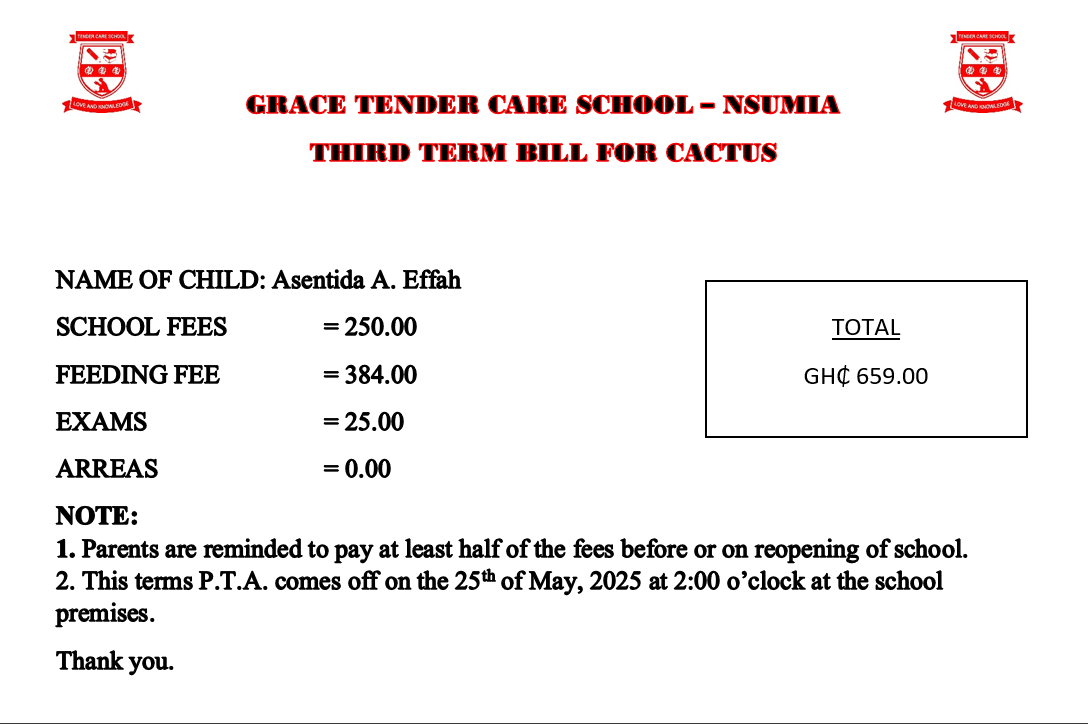 TENDER CARE SCHOOL
LOVE AND KNOWLEDGE
TENDER CARE SCHOOL
LOVE AND KNOWLEDGE
GRACE TENDER CARE SCHOOL – NSUMIA
THIRD TERM BILL FOR CACTUS
NAME OF CHILD: Asentida A. Effah
SCHOOL FEES = 250.00
FEEDING FEE = 384.00
EXAMS = 25.00
ARREAS = 0.00
TOTAL
GH₵ 659.00
NOTE:
1. Parents are reminded to pay at least half of the fees before or on reopening of school.
2. This terms P.T.A. comes off on the 25th of May, 2025 at 2:00 o’clock at the school
premises.
Thank you.